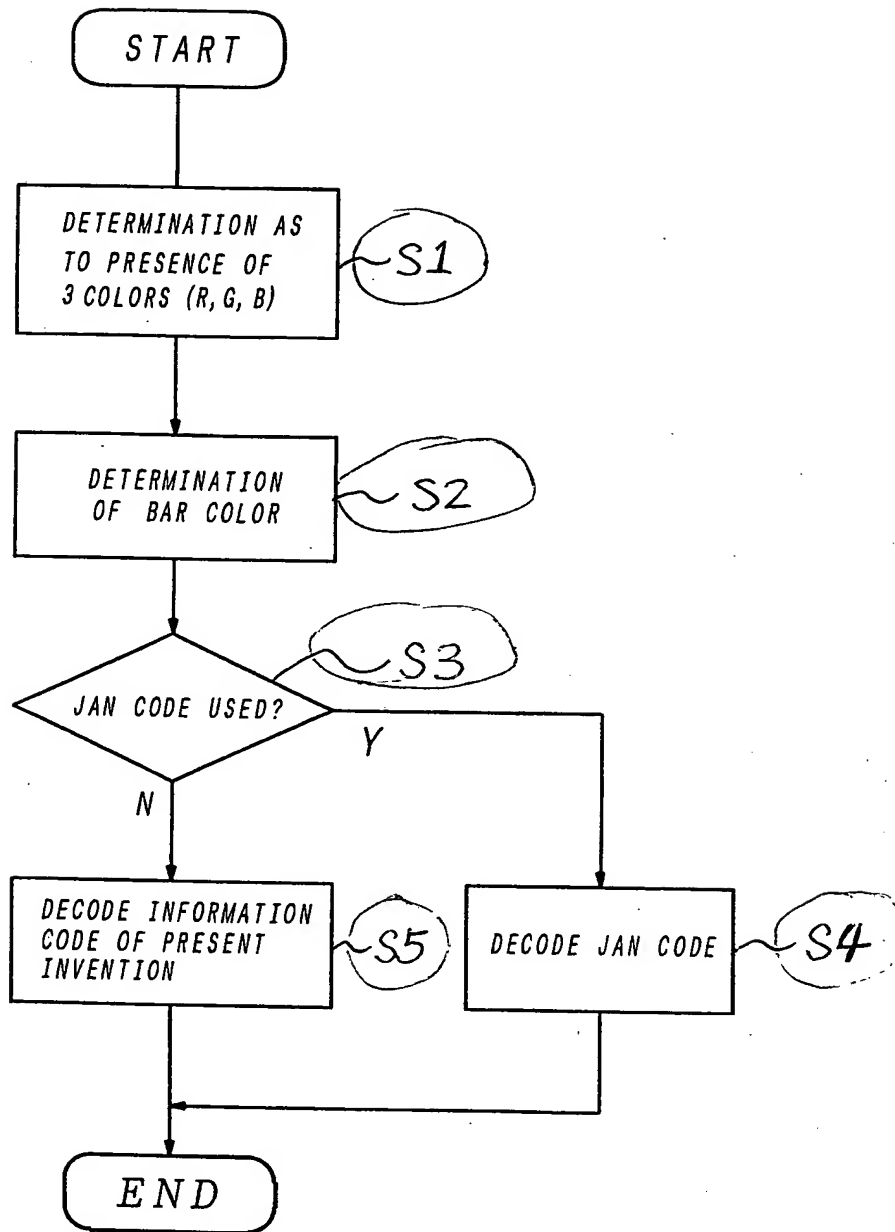 START
DETERMINATION AS
TO PRESENCE OF
3 COLORS (R, G, B)
S1
DETERMINATION
OF BAR COLOR
S2
JAN CODE USED?
S3
Y
N
DECODE INFORMATION
CODE OF PRESENT
INVENTION
S5
DECODE JAN CODE
S4
END